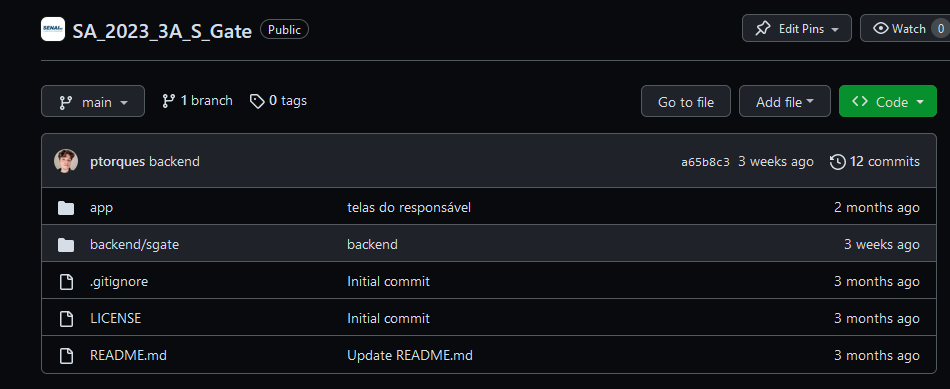 SENAI
SA_2023_3A_S_Gate Public Edit Pins Watch 0
main 1 branch 0 tags Go to file Add file Code
ptorques backend a65b8c3 3 weeks ago 12 commits
app telas do responsável 2 months ago
backend/sgate backend 3 weeks ago
.gitignore Initial commit 3 months ago
LICENSE Initial commit 3 months ago
README.md Update README.md 3 months ago